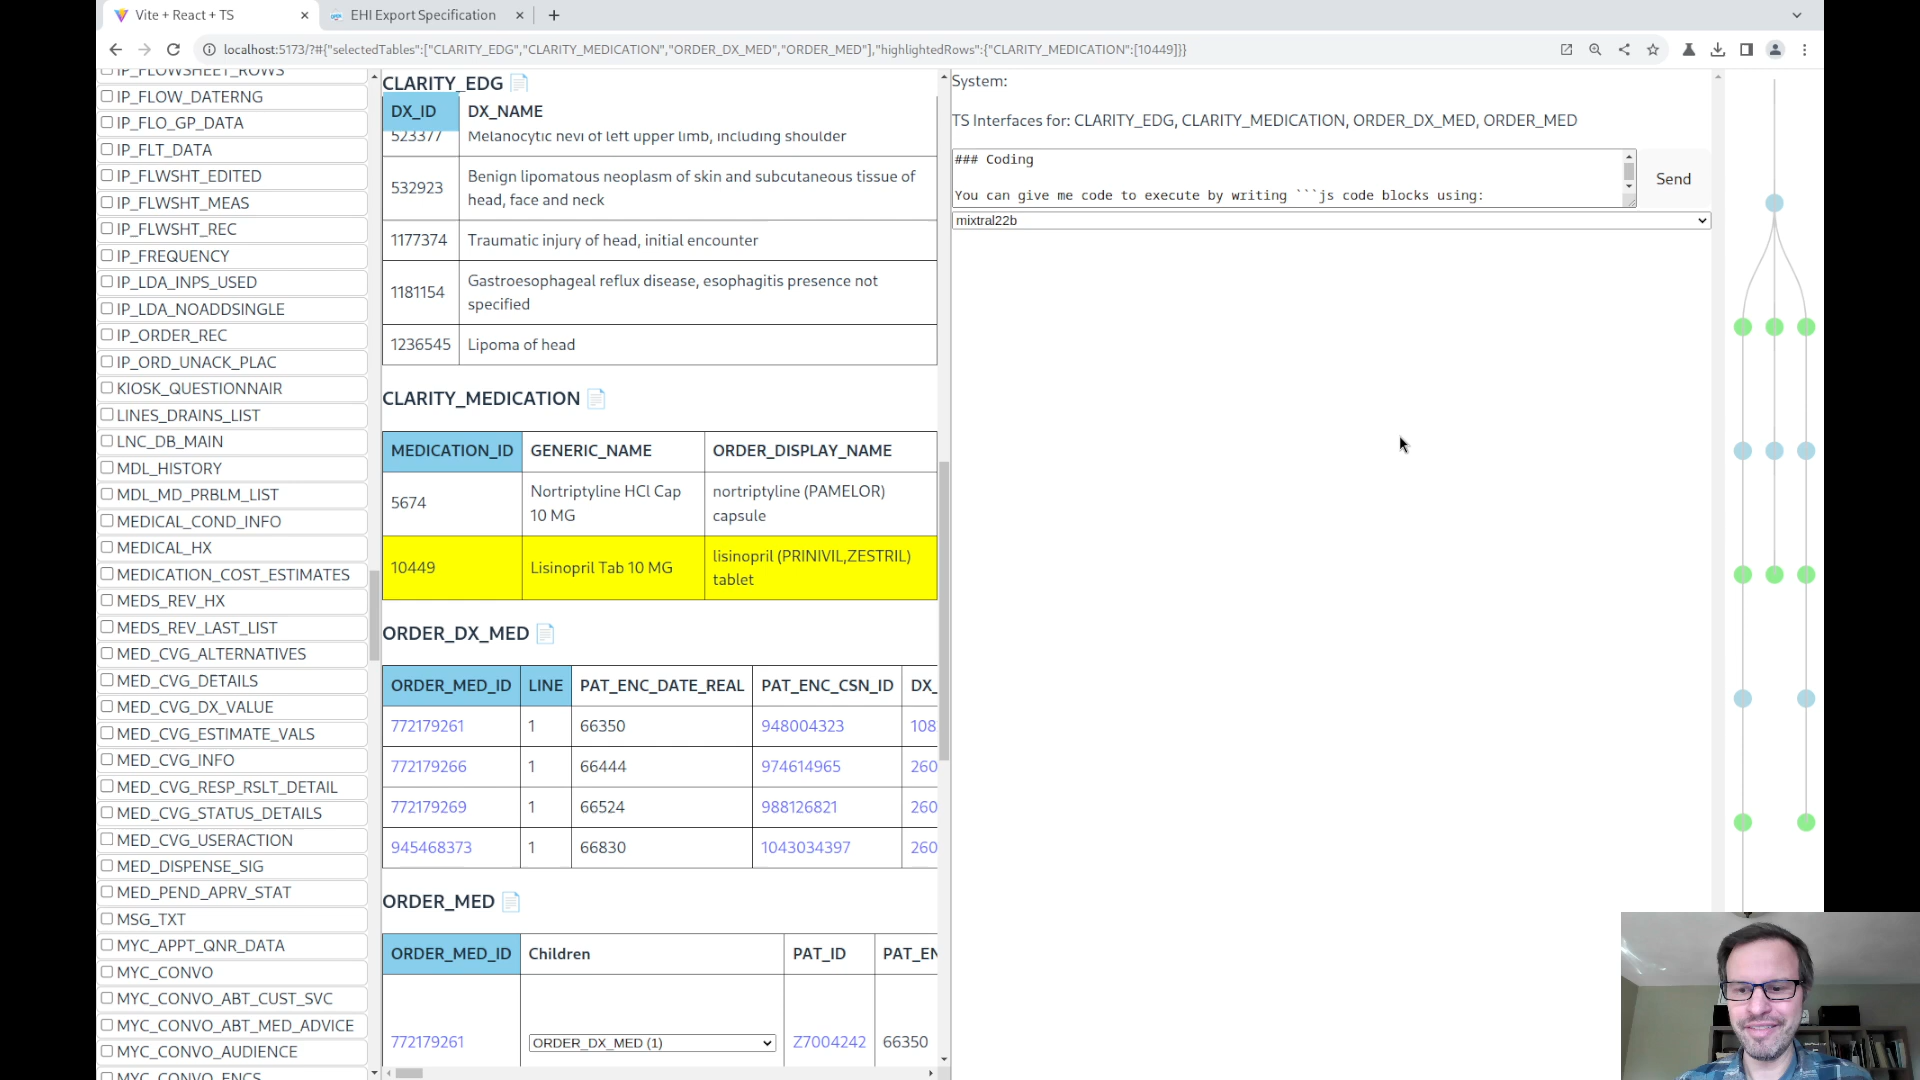 Vite + React + TS
EHI Export Specification
localhost:5173/?#{"selectedTables":["CLARITY_EDG","CLARITY_MEDICATION","ORDER_DX_MED","ORDER_MED"],"highlightedRows":{"CLARITY_MEDICATION":[10449]}}
IP_FLOWSHEET_ROWS
IP_FLOW_DATERNG
IP_FLO_GP_DATA
IP_FLT_DATA
IP_FLWSHT_EDITED
IP_FLWSHT_MEAS
IP_FLWSHT_REC
IP_FREQUENCY
IP_LDA_INPS_USED
IP_LDA_NOADDSINGLE
IP_ORDER_REC
IP_ORD_UNACK_PLAC
KIOSK_QUESTIONNAIR
LINES_DRAINS_LIST
LNC_DB_MAIN
MDL_HISTORY
MDL_MD_PRBLM_LIST
MEDICAL_COND_INFO
MEDICAL_HX
MEDICATION_COST_ESTIMATES
MEDS_REV_HX
MEDS_REV_LAST_LIST
MED_CVG_ALTERNATIVES
MED_CVG_DETAILS
MED_CVG_DX_VALUE
MED_CVG_ESTIMATE_VALS
MED_CVG_INFO
MED_CVG_RESP_RSLT_DETAIL
MED_CVG_STATUS_DETAILS
MED_CVG_USERACTION
MED_DISPENSE_SIG
MED_PEND_APRV_STAT
MSG_TXT
MYC_APPT_QNR_DATA
MYC_CONVO
MYC_CONVO_ABT_CUST_SVC
MYC_CONVO_ABT_MED_ADVICE
MYC_CONVO_AUDIENCE
MYC_CONVO_ENCS
CLARITY_EDG
DX_ID DX_NAME
523377 Melanocytic nevi of left upper limb, including shoulder
532923 Benign lipomatous neoplasm of skin and subcutaneous tissue of
head, face and neck
1177374 Traumatic injury of head, initial encounter
1181154 Gastroesophageal reflux disease, esophagitis presence not
specified
1236545 Lipoma of head
CLARITY_MEDICATION
MEDICATION_ID GENERIC_NAME ORDER_DISPLAY_NAME
5674 Nortriptyline HCl Cap 10 MG nortriptyline (PAMELOR) capsule
10449 Lisinopril Tab 10 MG lisinopril (PRINIVIL,ZESTRIL) tablet
ORDER_DX_MED
ORDER_MED_ID LINE PAT_ENC_DATE_REAL PAT_ENC_CSN_ID DX_
772179261 1 66350 948004323 108
772179266 1 66444 974614965 260
772179269 1 66524 988126821 260
945468373 1 66830 1043034397 260
ORDER_MED
ORDER_MED_ID Children PAT_ID PAT_EN
772179261 ORDER_DX_MED (1) Z7004242 66350
System:
TS Interfaces for: CLARITY_EDG, CLARITY_MEDICATION, ORDER_DX_MED, ORDER_MED
### Coding
You can give me code to execute by writing ```js code blocks using:
Send
mixtral22b